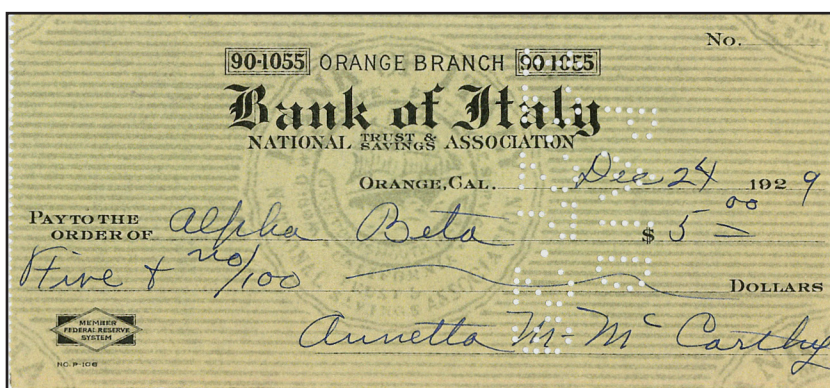 No.
90-1055 ORANGE BRANCH 90-1055
Bank of Italy
NATIONAL TRUST & SAVINGS ASSOCIATION
ORANGE, CAL. Dec 24 1929
PAY TO THE ORDER OF Alpha Beta $ 5 00
Five & no/100 DOLLARS
MEMBER FEDERAL RESERVE SYSTEM
Annetta M. McCarthy
NO. P-106